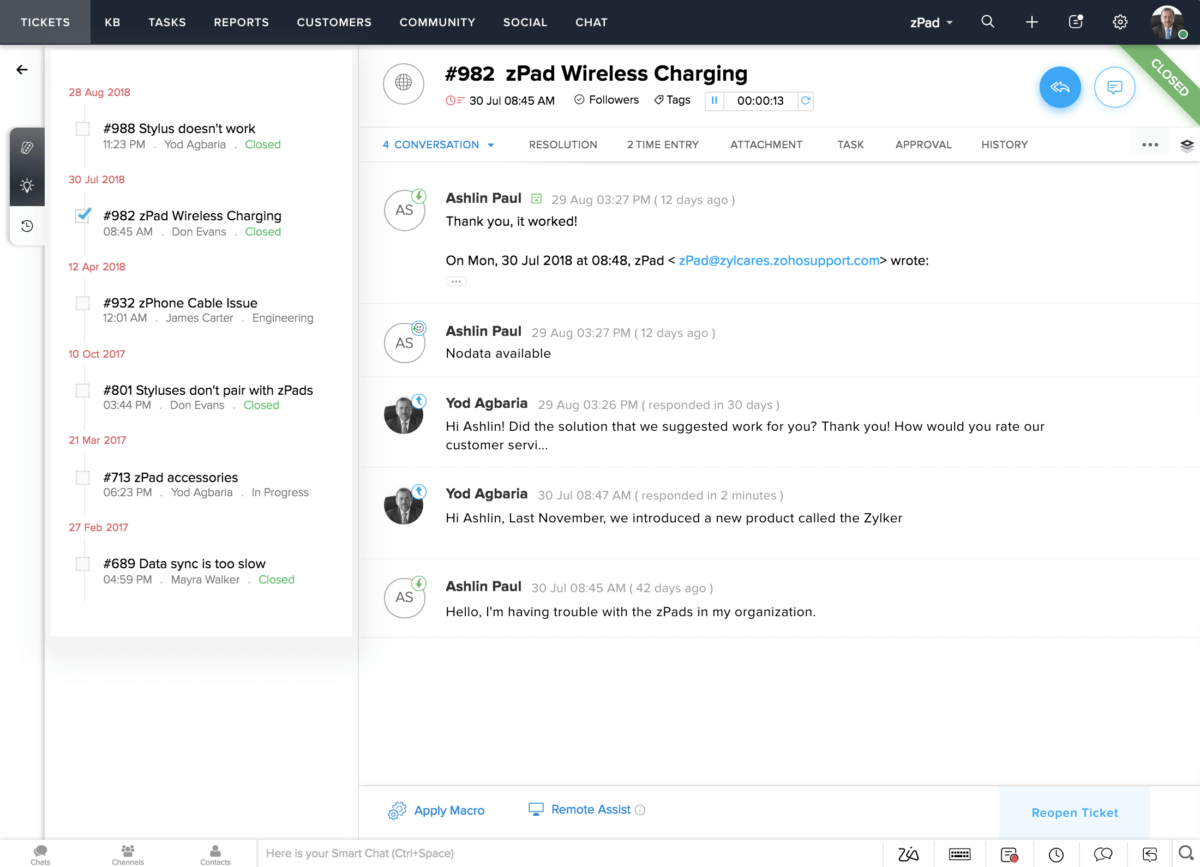 TICKETS KB TASKS REPORTS CUSTOMERS COMMUNITY SOCIAL CHAT zPad
28 Aug 2018
#988 Stylus doesn't work
11:23 PM . Yod Agbaria . Closed
30 Jul 2018
#982 zPad Wireless Charging
08:45 AM . Don Evans . Closed
12 Apr 2018
#932 zPhone Cable Issue
12:01 AM . James Carter . Engineering
10 Oct 2017
#801 Styluses don't pair with zPads
03:44 PM . Don Evans . Closed
21 Mar 2017
#713 zPad accessories
06:23 PM . Yod Agbaria . In Progress
27 Feb 2017
#689 Data sync is too slow
04:59 PM . Mayra Walker . Closed
#982 zPad Wireless Charging
30 Jul 08:45 AM Followers Tags 00:00:13
CLOSED
4 CONVERSATION RESOLUTION 2 TIME ENTRY ATTACHMENT TASK APPROVAL HISTORY
AS
Ashlin Paul 29 Aug 03:27 PM ( 12 days ago )
Thank you, it worked!
On Mon, 30 Jul 2018 at 08:48, zPad < zPad@zylcares.zohosupport.com> wrote:
AS
Ashlin Paul 29 Aug 03:27 PM ( 12 days ago )
Nodata available
Yod Agbaria 29 Aug 03:26 PM ( responded in 30 days )
Hi Ashlin! Did the solution that we suggested work for you? Thank you! How would you rate our
customer servi...
Yod Agbaria 30 Jul 08:47 AM ( responded in 2 minutes )
Hi Ashlin, Last November, we introduced a new product called the Zylker
AS
Ashlin Paul 30 Jul 08:45 AM ( 42 days ago )
Hello, I'm having trouble with the zPads in my organization.
Apply Macro Remote Assist Reopen Ticket
Chats Channels Contacts Here is your Smart Chat (Ctrl+Space)